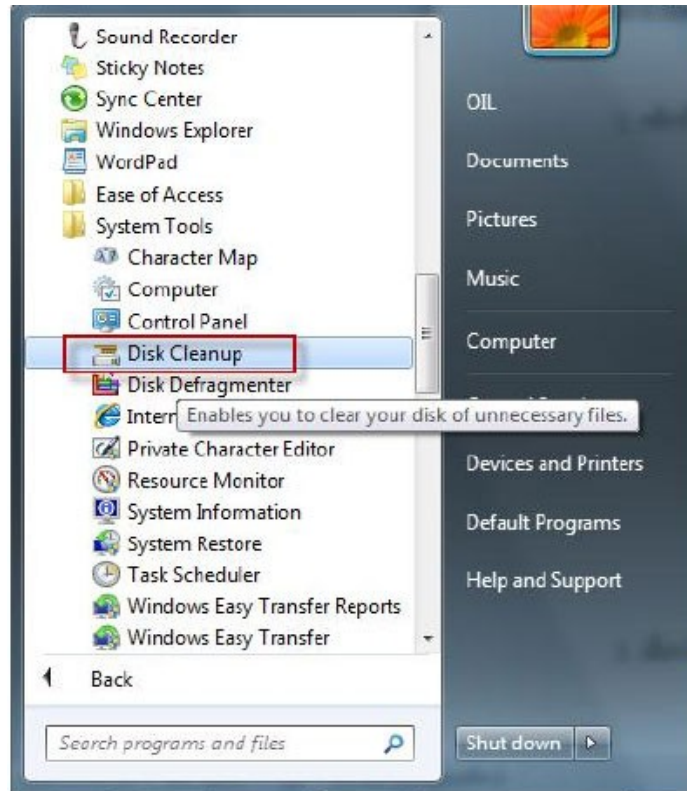 Sound Recorder
Sticky Notes
Sync Center
Windows Explorer
WordPad
Ease of Access
System Tools
Character Map
Computer
Control Panel
Disk Cleanup
Disk Defragmenter
Intern
Enables you to clear your disk of unnecessary files.
Private Character Editor
Resource Monitor
System Information
System Restore
Task Scheduler
Windows Easy Transfer Reports
Windows Easy Transfer
Back
Search programs and files
OIL
Documents
Pictures
Music
Computer
Devices and Printers
Default Programs
Help and Support
Shut down